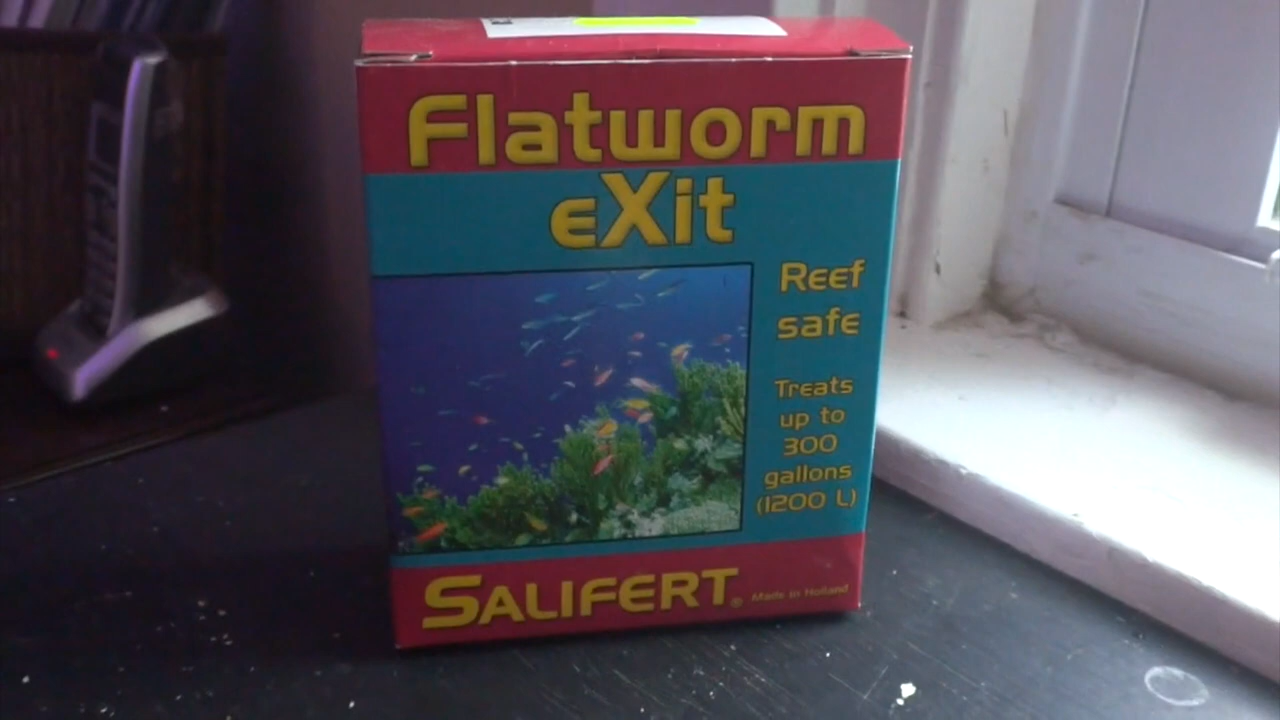 Flatworm
eXit
Reef
safe
Treats
up to
300
gallons
(1200 L)
SALIFERT® Made in Holland